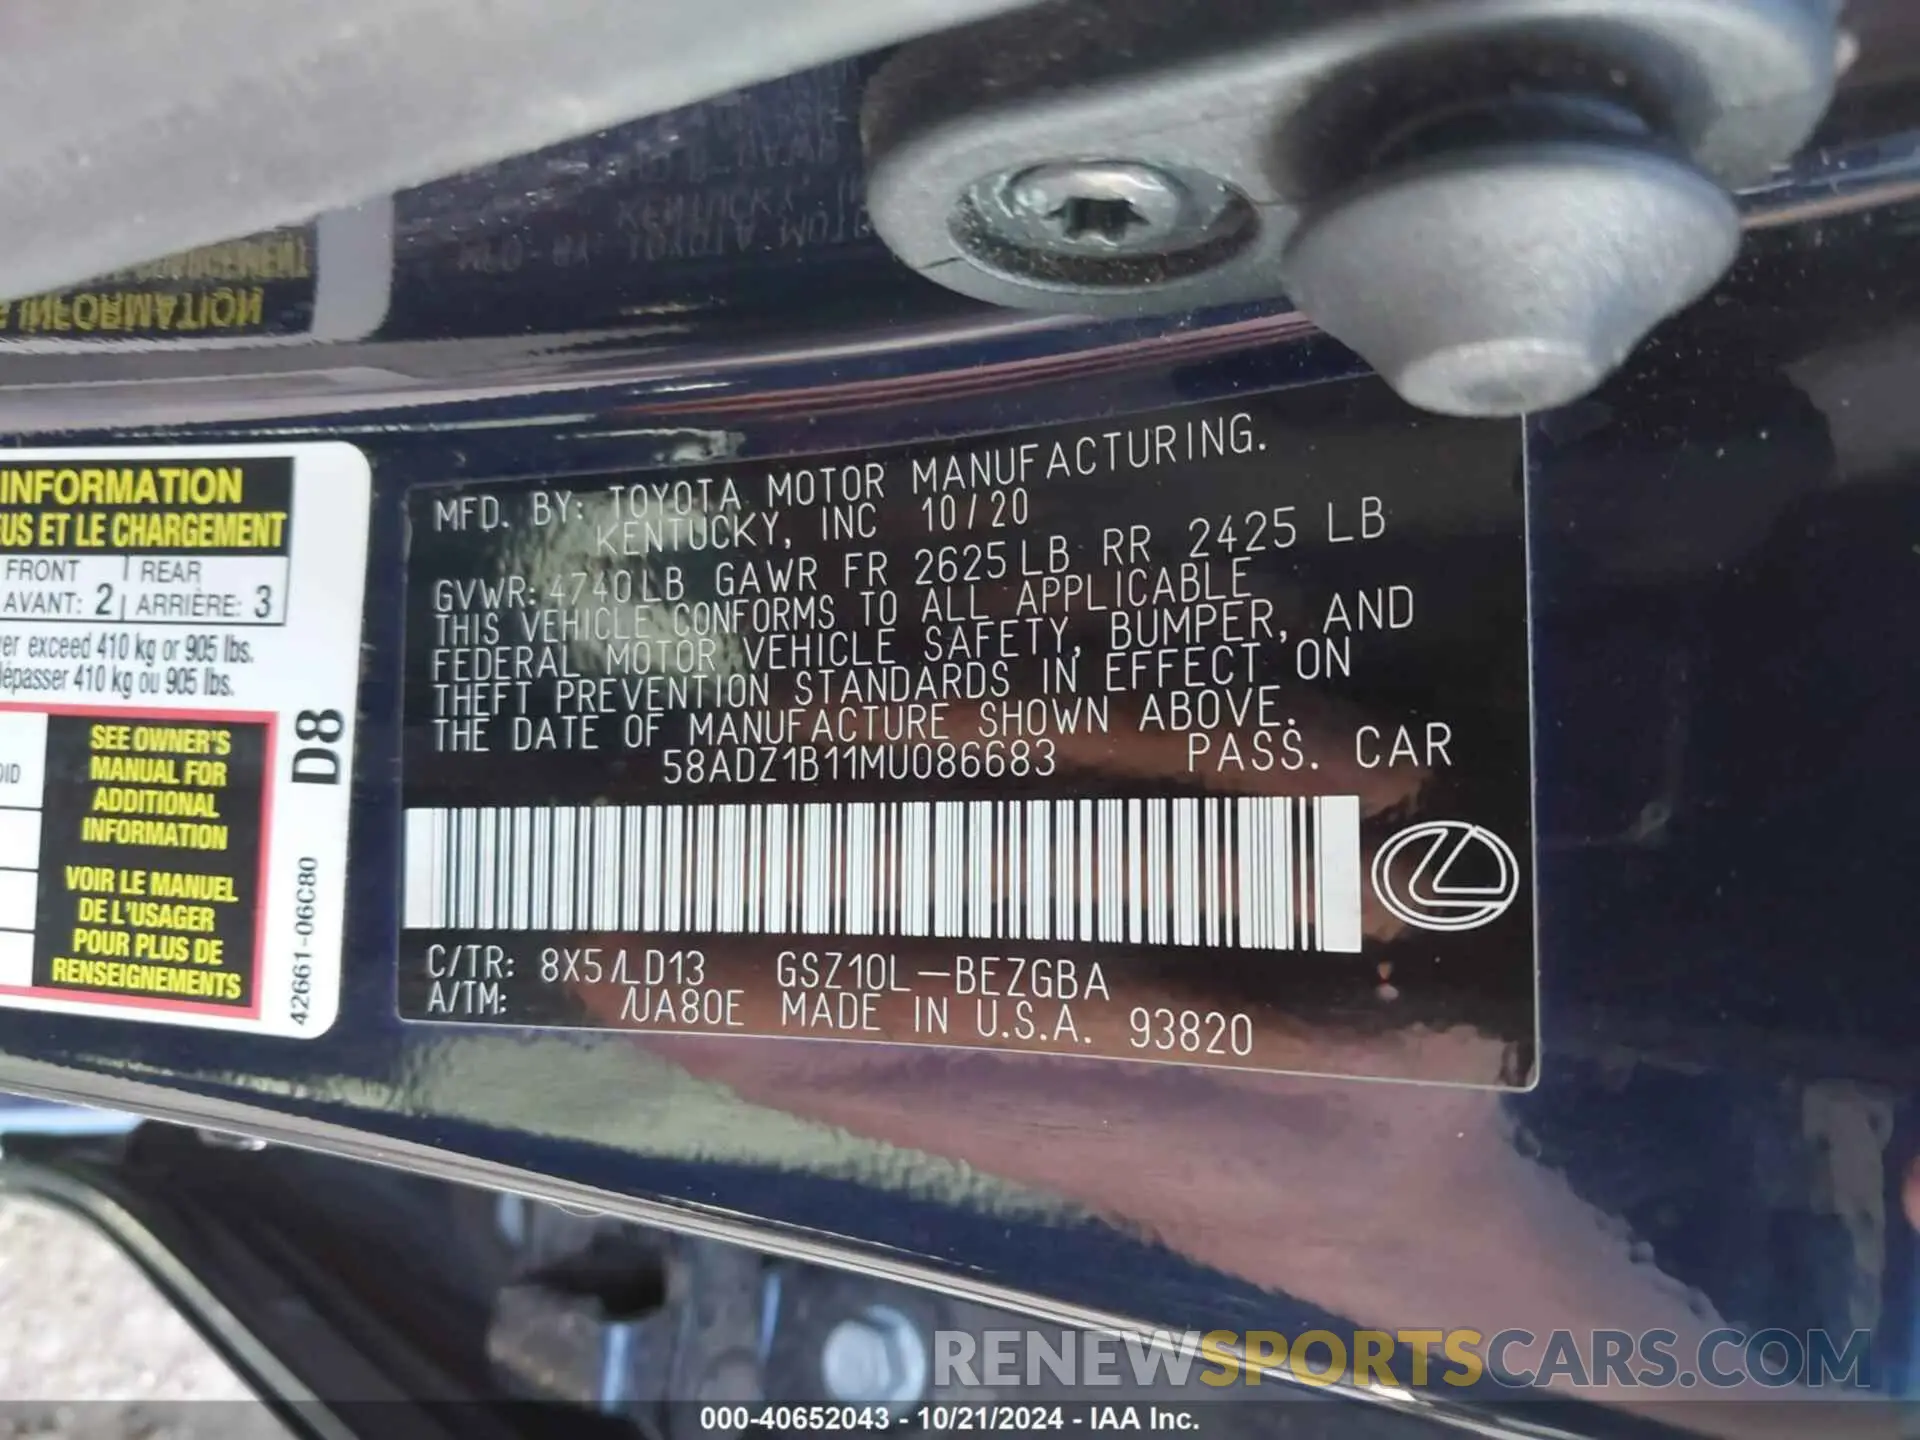 INFORMATION
EUS ET LE CHARGEMENT
FRONT REAR
AVANT: 2 ARRIÈRE: 3
ver exceed 410 kg or 905 lbs.
dépasser 410 kg ou 905 lbs.
SEE OWNER'S
MANUAL FOR
ADDITIONAL
INFORMATION
VOIR LE MANUEL
DE L'USAGER
POUR PLUS DE
RENSEIGNEMENTS
D8
42661-06C80
MFD. BY: TOYOTA MOTOR MANUFACTURING.
KENTUCKY, INC 10/20
GVWR: 4740LB GAWR FR 2625LB RR 2425 LB
THIS VEHICLE CONFORMS TO ALL APPLICABLE
FEDERAL MOTOR VEHICLE SAFETY, BUMPER, AND
THEFT PREVENTION STANDARDS IN EFFECT ON
THE DATE OF MANUFACTURE SHOWN ABOVE.
58ADZ1B11MU086683 PASS. CAR
C/TR: 8X5/LD13 GSZ10L-BEZGBA
A/TM: /UA80E MADE IN U.S.A. 93820
RENEWSPORTSCARS.COM
000-40652043 - 10/21/2024 - IAA Inc.